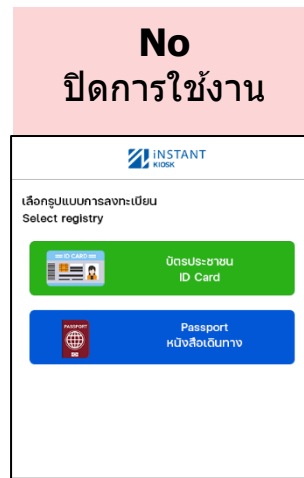 No
ปิดการใช้งาน
iNSTANT
KIOSK
เลือกรูปแบบการลงทะเบียน
Select registry
ID CARD
บัตรประชาชน
ID Card
PASSPORT
Passport
หนังสือเดินทาง